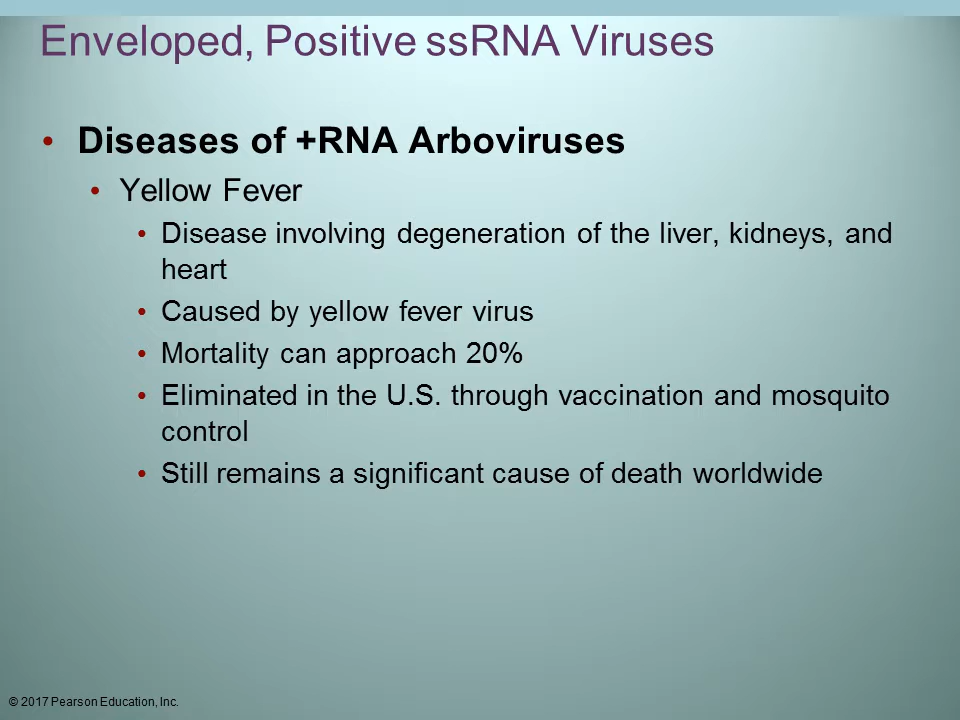 Enveloped, Positive ssRNA Viruses
• Diseases of +RNA Arboviruses
• Yellow Fever
• Disease involving degeneration of the liver, kidneys, and
heart
• Caused by yellow fever virus
• Mortality can approach 20%
• Eliminated in the U.S. through vaccination and mosquito
control
• Still remains a significant cause of death worldwide
© 2017 Pearson Education, Inc.